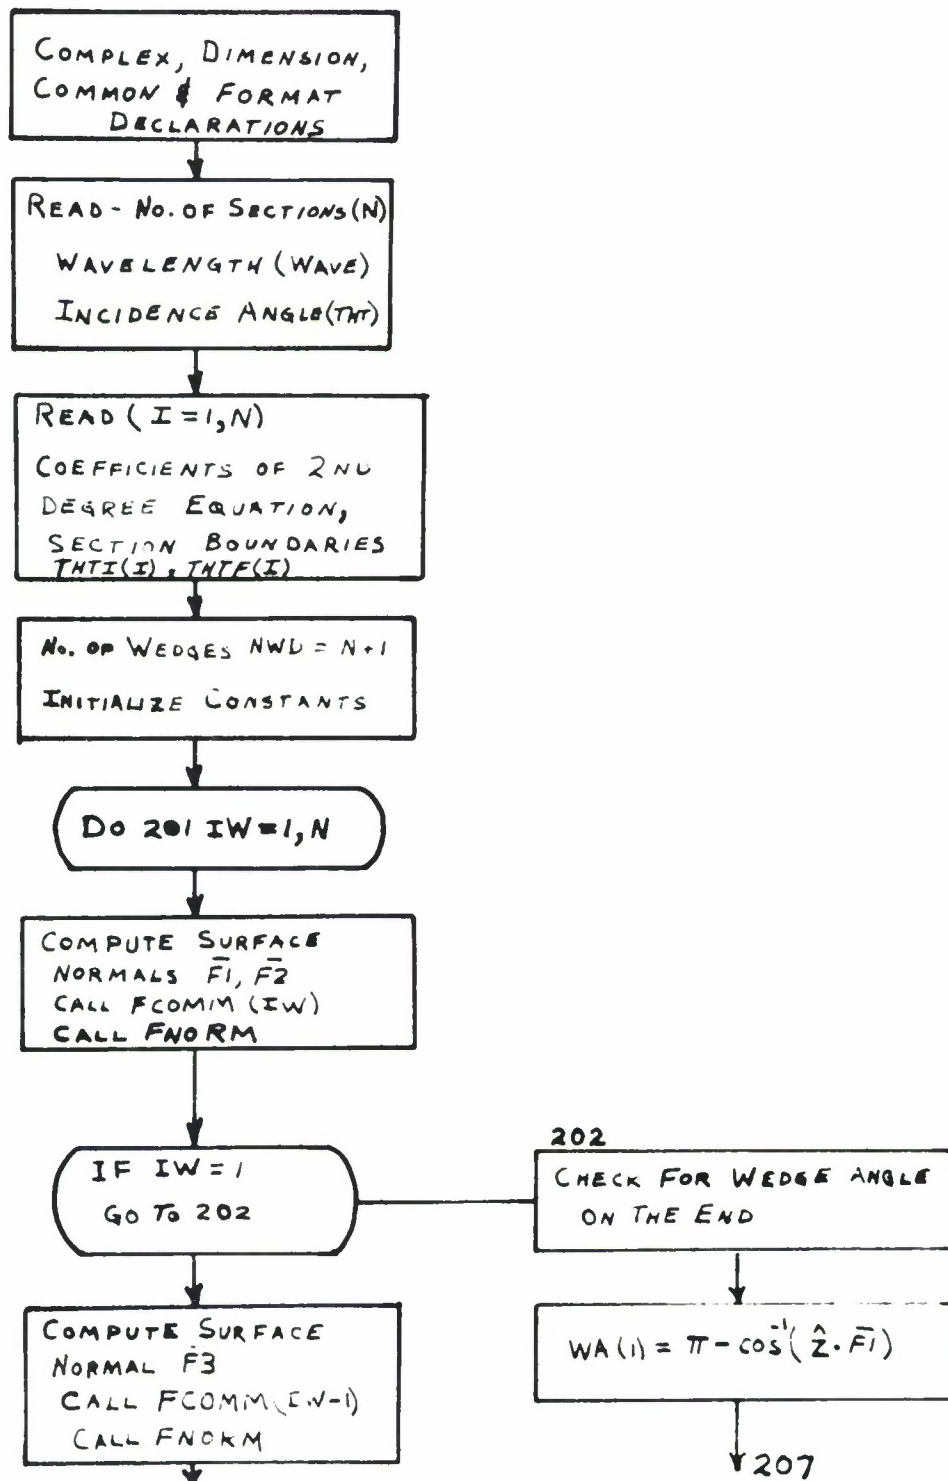 COMPLEX, DIMENSION,
COMMON & FORMAT
DECLARATIONS
READ - NO. OF SECTIONS (N)
WAVELENGTH (WAVE)
INCIDENCE ANGLE (THT)
READ ( I = 1, N)
COEFFICIENTS OF 2ND
DEGREE EQUATION,
SECTION BOUNDARIES
THTI(I), THTF(I)
NO. OF WEDGES NWD = N+1
INITIALIZE CONSTANTS
DO 201 IW = 1, N
COMPUTE SURFACE
NORMALS F̄1, F̄2
CALL FCOMM (IW)
CALL FNORM
IF IW = 1
GO TO 202
202
CHECK FOR WEDGE ANGLE
ON THE END
WA(1) = π - cos⁻¹(ẑ · F̄1)
207
COMPUTE SURFACE
NORMAL F̄3
CALL FCOMM (IW-1)
CALL FNORM